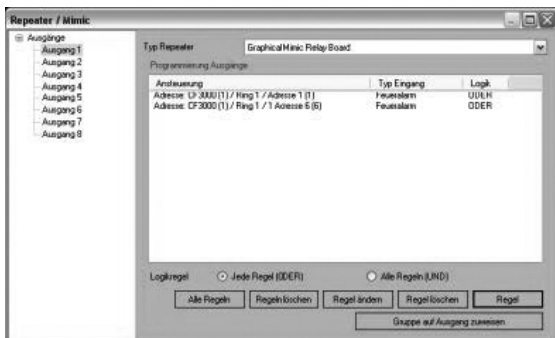 Repeater / Mimic
Ausgänge
Ausgang 1
Ausgang 2
Ausgang 3
Ausgang 4
Ausgang 5
Ausgang 6
Ausgang 7
Ausgang 8
Typ Repeater Graphical Mimic Relay Board
Programmierung Ausgänge
Ansteuerung Typ Eingang Logik
Adresse: CF3000 (1) / Ring 1 / Adresse 1 (1) Feueralarm ODER
Adresse: CF3000 (1) / Ring 1 / 1 Adresse 6 (6) Feueralarm ODER
Logikregel Jede Regel (ODER) Alle Regeln (UND)
Alle Regeln Regeln löschen Regel ändern Regel löschen Regel
Gruppe auf Ausgang zuweisen